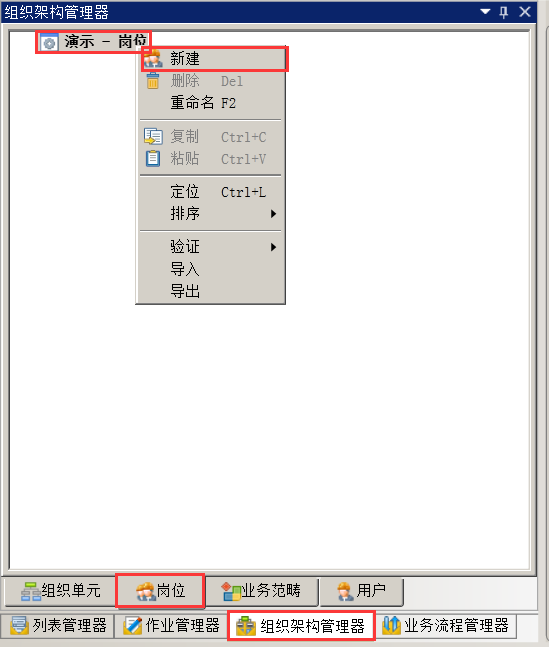 组织架构管理器
演示 - 岗位
新建
删除 Del
重命名 F2
复制 Ctrl+C
粘贴 Ctrl+V
定位 Ctrl+L
排序
验证
导入
导出
组织单元 岗位 业务范畴 用户
列表管理器 作业管理器 组织架构管理器 业务流程管理器